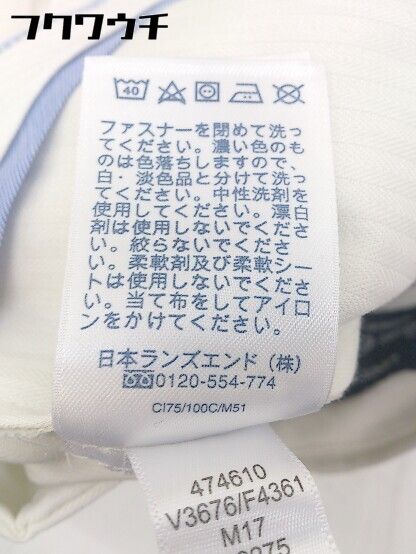 フクワウチ
40
ファスナーを閉めて洗っ
てください。濃い色のも
のは色落ちしますので、
白・淡色品と分けて洗っ
てください。中性洗剤を
使用してください。漂白
剤は使用しないでくださ
い。絞らないでくださ
い。柔軟剤及び柔軟シー
トは使用しないでくださ
い。当て布をしてアイロ
ンをかけてください。
日本ランズエンド（株）
0120-554-774
CI75/100C/M51
474610
V3676/F4361
M17